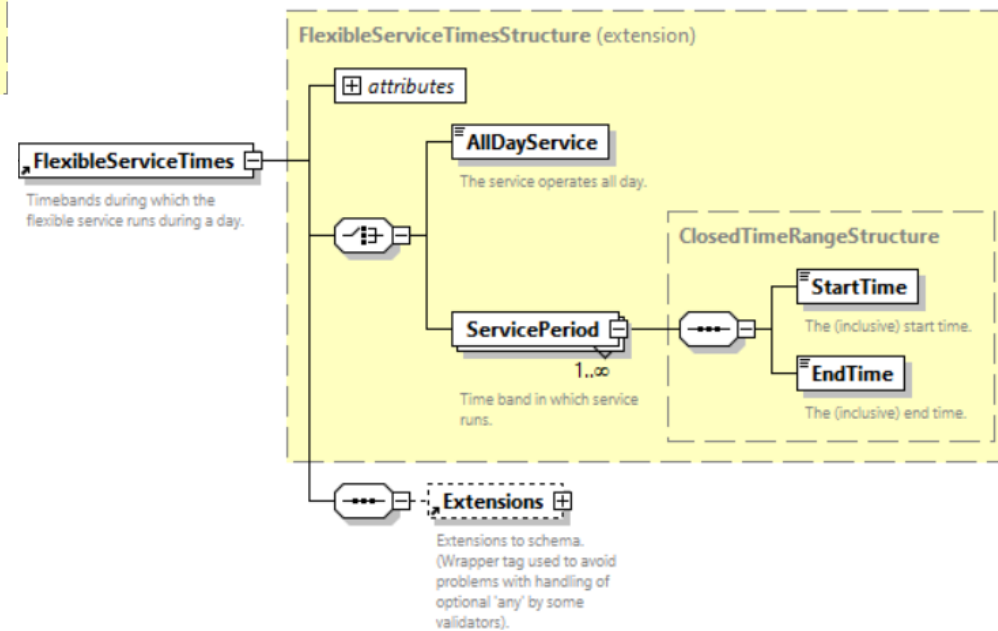 FlexibleServiceTimesStructure (extension)
attributes
AllDayService
The service operates all day.
FlexibleServiceTimes
Timebands during which the
flexible service runs during a day.
ClosedTimeRangeStructure
StartTime
The (inclusive) start time.
ServicePeriod
1..∞
Time band in which service
runs.
EndTime
The (inclusive) end time.
Extensions
Extensions to schema.
(Wrapper tag used to avoid
problems with handling of
optional 'any' by some
validators).